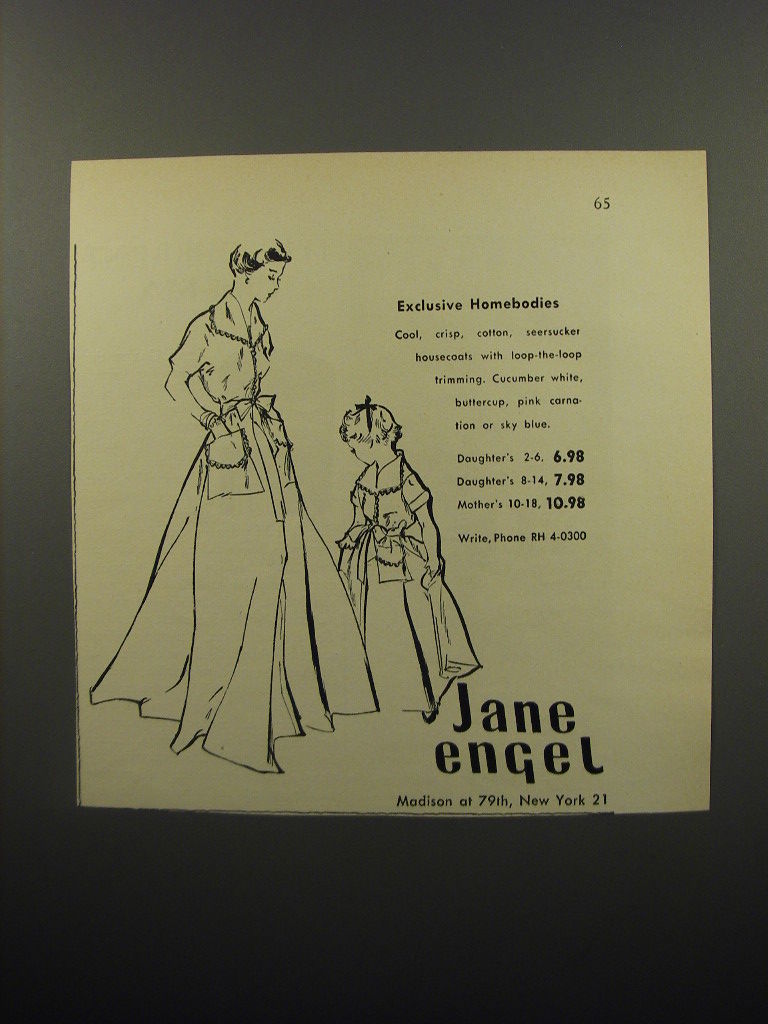 65
Exclusive Homebodies
Cool, crisp, cotton, seersucker
housecoats with loop-the-loop
trimming. Cucumber white,
buttercup, pink carna-
tion or sky blue.
Daughter's 2-6, 6.98
Daughter's 8-14, 7.98
Mother's 10-18, 10.98
Write, Phone RH 4-0300
Jane
engel
Madison at 79th, New York 21